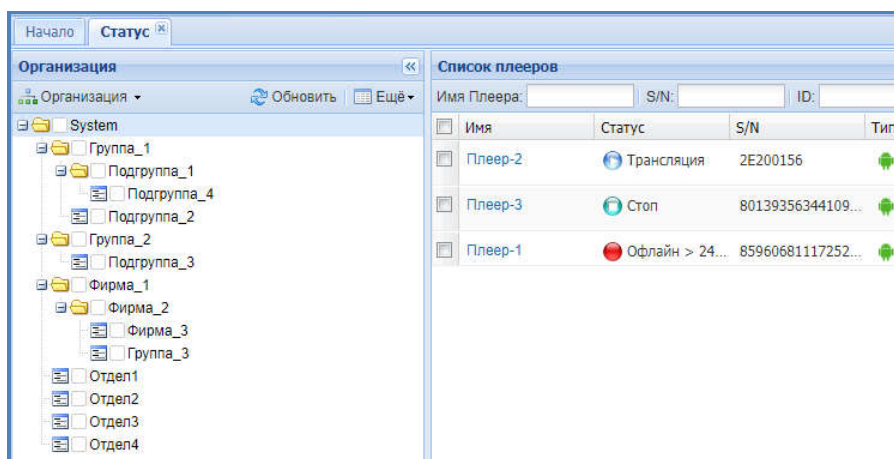 Начало Статус
Организация
Организация Обновить Ещё
System
Группа_1
Подгруппа_1
Подгруппа_4
Подгруппа_2
Группа_2
Подгруппа_3
Фирма_1
Фирма_2
Фирма_3
Группа_3
Отдел1
Отдел2
Отдел3
Отдел4
Список плееров
Имя Плеера: S/N: ID:
Имя Статус S/N Тип
Плеер-2 Трансляция 2E200156
Плеер-3 Стоп 80139356344109...
Плеер-1 Офлайн > 24... 85960681117252...